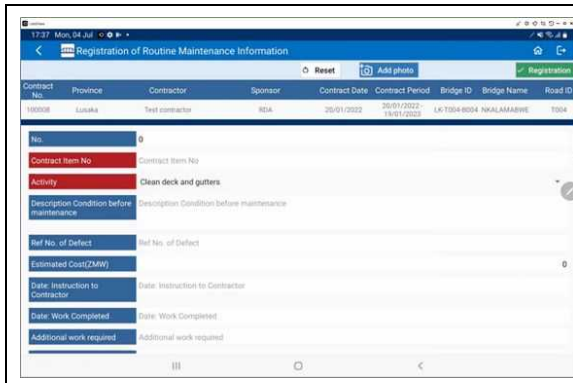 17:37 Mon, 04 Jul
Registration of Routine Maintenance Information
Reset Add photo Registration
Contract No. Province Contractor Sponsor Contract Date Contract Period Bridge ID Bridge Name Road ID
100008 Lusaka Test contractor RDA 20/01/2022 20/01/2022 - 19/01/2023 LK-T004-B004 NKALAMABWE T004
No. 0
Contract Item No Contract Item No
Activity Clean deck and gutters
Description Condition before maintenance Description Condition before maintenance
Ref No. of Defect Ref No. of Defect
Estimated Cost(ZMW) 0
Date: Instruction to Contractor Date: Instruction to Contractor
Date: Work Completed Date: Work Completed
Additional work required Additional work required